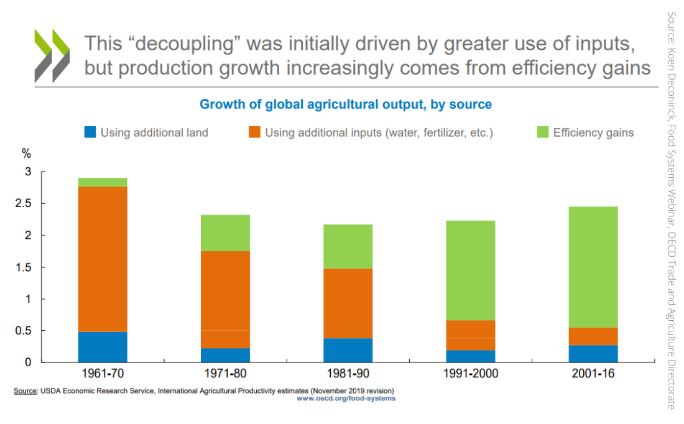 This “decoupling” was initially driven by greater use of inputs,
but production growth increasingly comes from efficiency gains
Growth of global agricultural output, by source
Using additional land
Using additional inputs (water, fertilizer, etc.)
Efficiency gains
%
3
2.5
2
1.5
1
0.5
0
1961-70
1971-80
1981-90
1991-2000
2001-16
Source: USDA Economic Research Service, International Agricultural Productivity estimates (November 2019 revision)
www.oecd.org/food-systems
Source: Koen Deconinck, Food Systems Webinar, OECD Trade and Agriculture Directorate